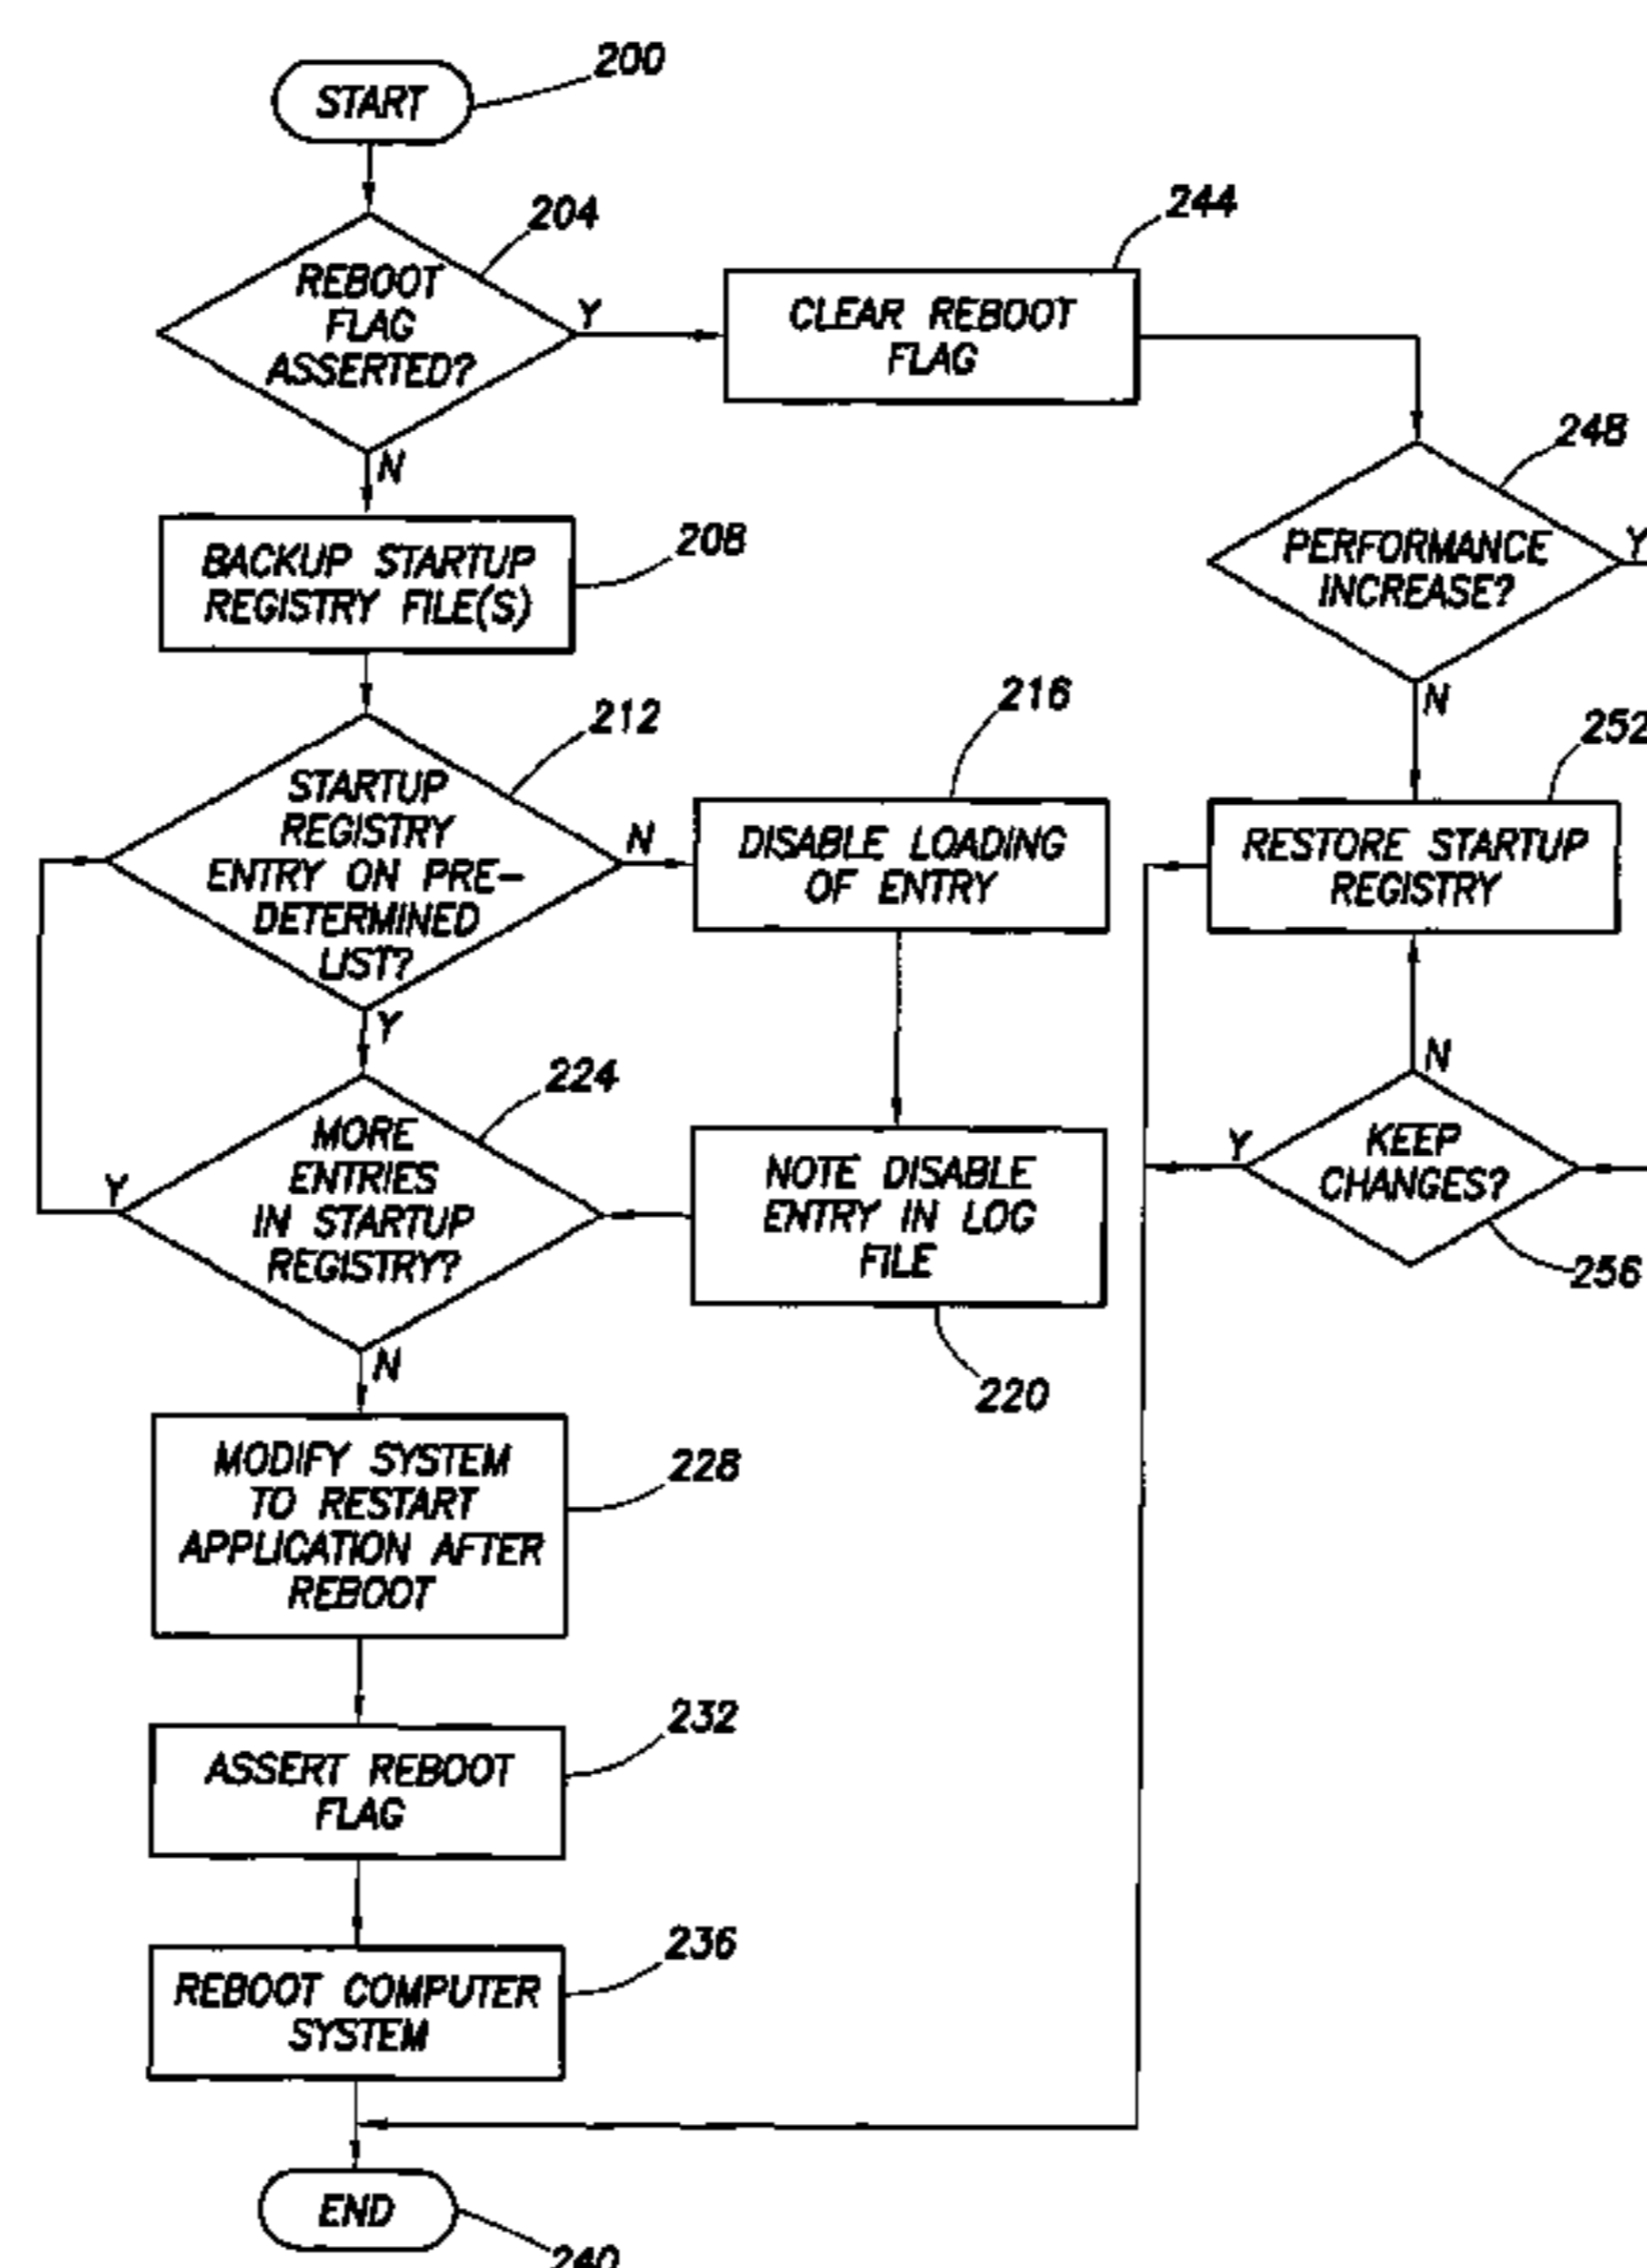 START
200
REBOOT
FLAG
ASSERTED?
204
Y
N
CLEAR REBOOT
FLAG
244
PERFORMANCE
INCREASE?
248
Y
N
BACKUP STARTUP
REGISTRY FILE(S)
208
STARTUP
REGISTRY
ENTRY ON PRE-
DETERMINED
LIST?
212
N
Y
DISABLE LOADING
OF ENTRY
216
RESTORE STARTUP
REGISTRY
252
MORE
ENTRIES
IN STARTUP
REGISTRY?
224
Y
N
NOTE DISABLE
ENTRY IN LOG
FILE
220
KEEP
CHANGES?
N
Y
256
MODIFY SYSTEM
TO RESTART
APPLICATION AFTER
REBOOT
228
ASSERT REBOOT
FLAG
232
REBOOT COMPUTER
SYSTEM
236
END
240